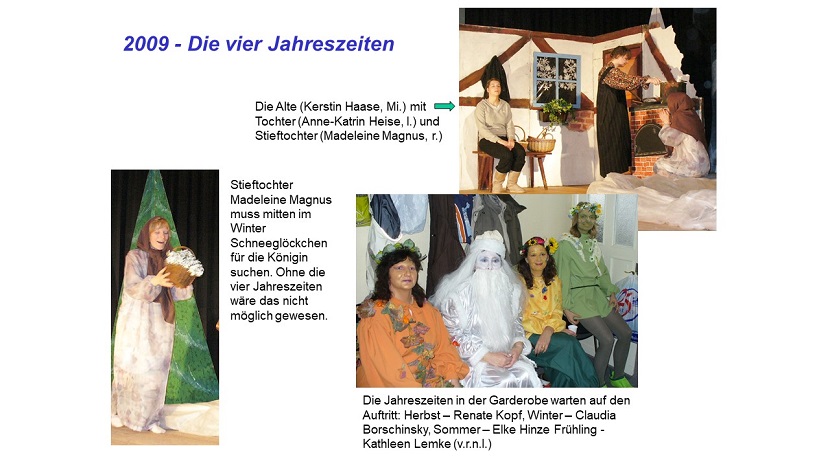 2009 - Die vier Jahreszeiten
Die Alte (Kerstin Haase, Mi.) mit
Tochter (Anne-Katrin Heise, l.) und
Stieftochter (Madeleine Magnus, r.)
Stieftochter
Madeleine Magnus
muss mitten im
Winter
Schneeglöckchen
für die Königin
suchen. Ohne die
vier Jahreszeiten
wäre das nicht
möglich gewesen.
Die Jahreszeiten in der Garderobe warten auf den
Auftritt: Herbst – Renate Kopf, Winter – Claudia
Borschinsky, Sommer – Elke Hinze Frühling -
Kathleen Lemke (v.r.n.l.)